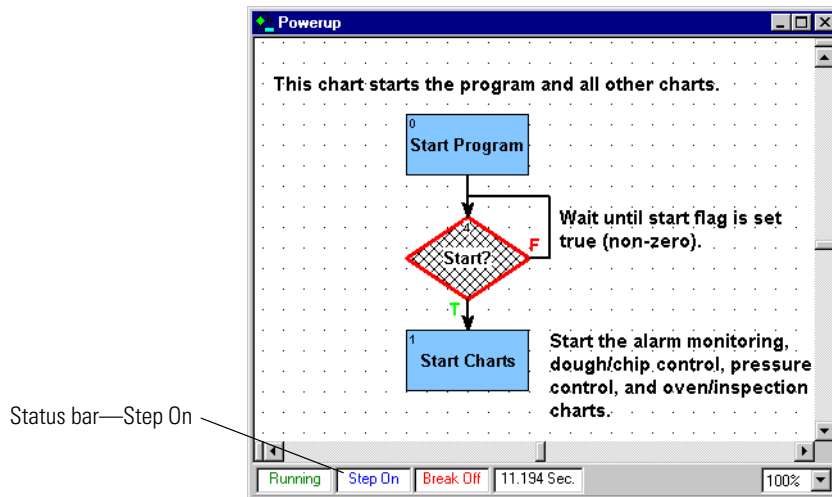 Powerup
This chart starts the program and all other charts.
0
Start Program
Wait until start flag is set
true (non-zero).
4
Start?
F
T
1
Start Charts
Start the alarm monitoring,
dough/chip control, pressure
control, and oven/inspection
charts.
Status bar—Step On
Running
Step On
Break Off
11.194 Sec.
100%